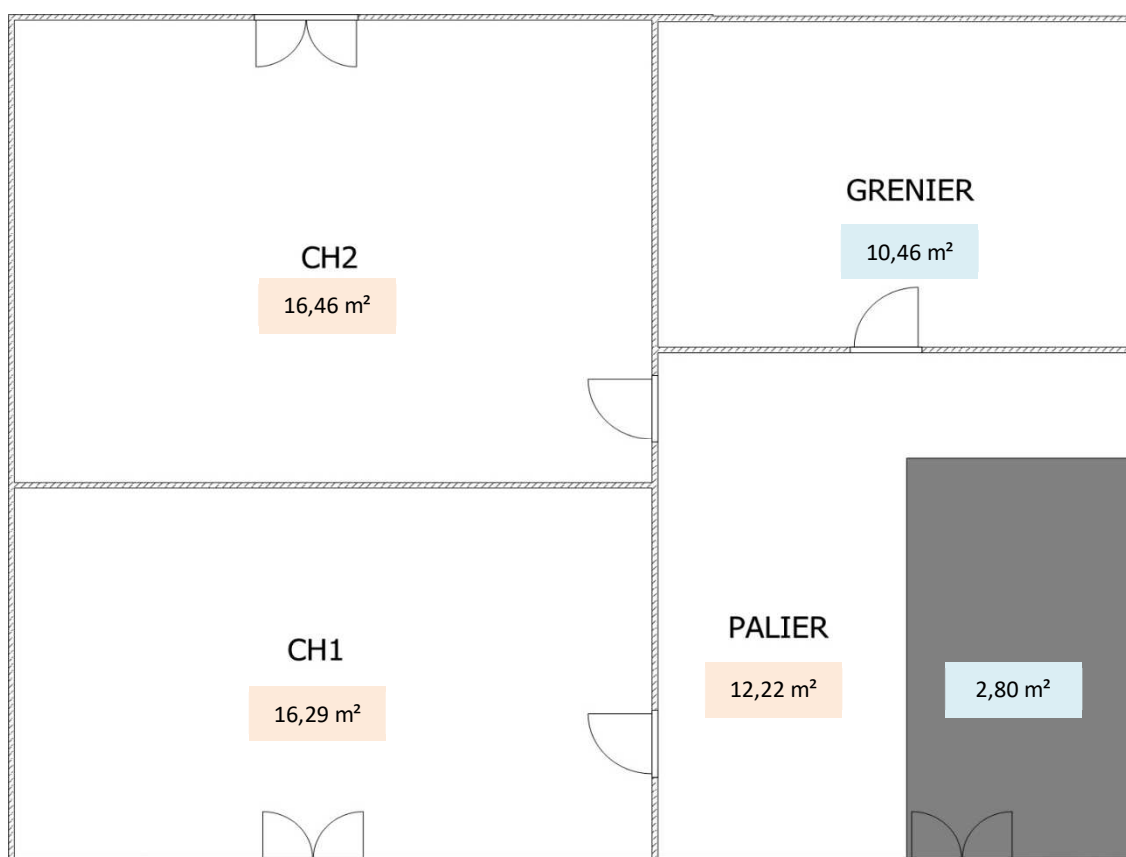 GRENIER
10,46 m²
CH2
16,46 m²
PALIER
12,22 m²
2,80 m²
CH1
16,29 m²